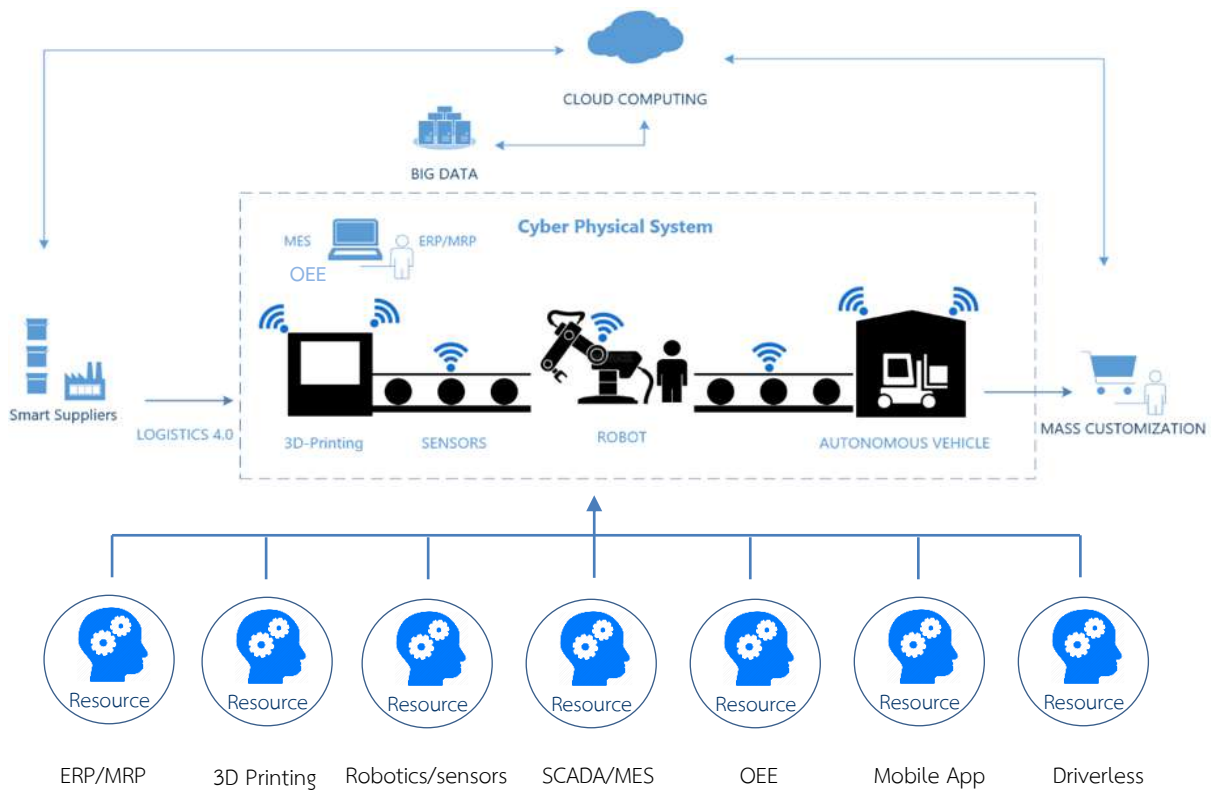 CLOUD COMPUTING
BIG DATA
Cyber Physical System
MES
ERP/MRP
OEE
Smart Suppliers
LOGISTICS 4.0
3D-Printing
SENSORS
ROBOT
AUTONOMOUS VEHICLE
MASS CUSTOMIZATION
Resource
Resource
Resource
Resource
Resource
Resource
Resource
ERP/MRP
3D Printing
Robotics/sensors
SCADA/MES
OEE
Mobile App
Driverless